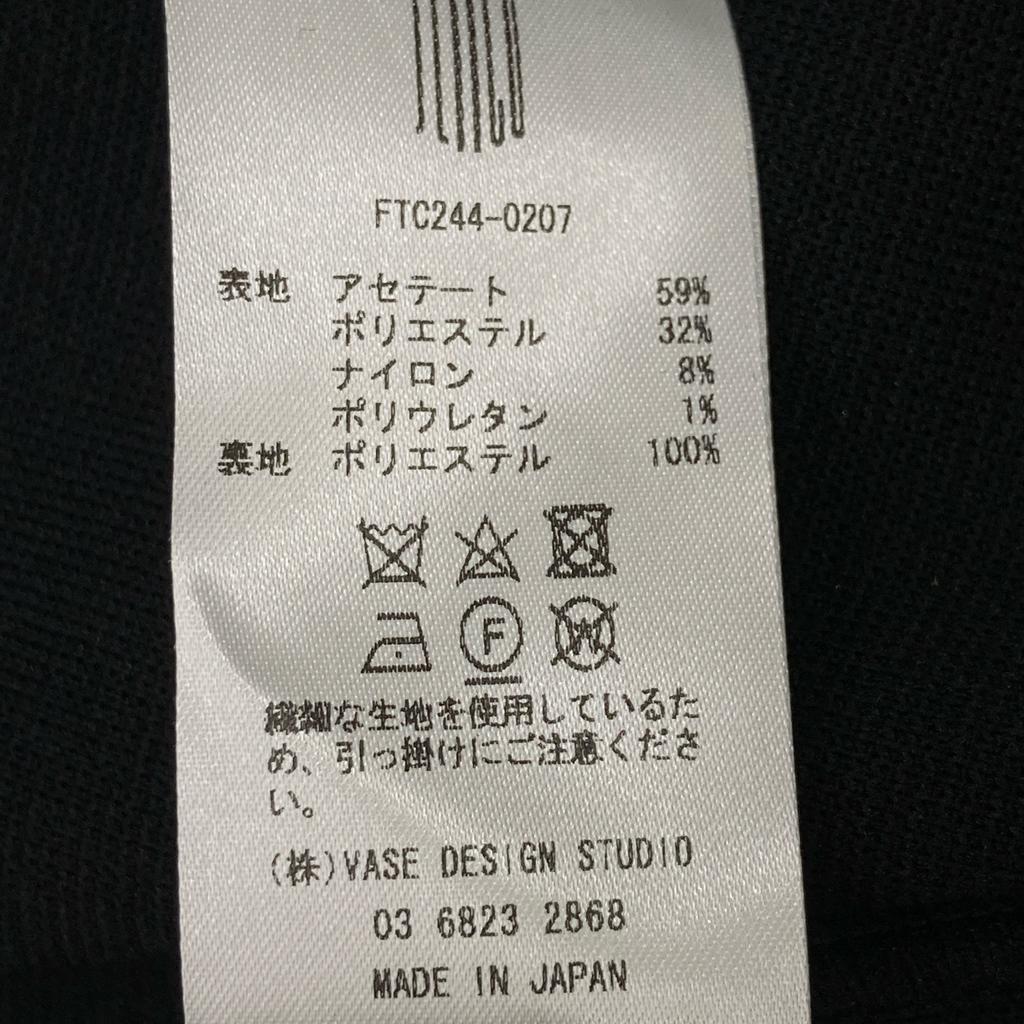 FTC244-0207
表地 アセテート 59%
ポリエステル 32%
ナイロン 8%
ポリウレタン 1%
裏地 ポリエステル 100%
F
W
繊細な生地を使用しているた
め、引っ掛けにご注意くださ
い。
(株)VASE DESIGN STUDIO
03 6823 2868
MADE IN JAPAN